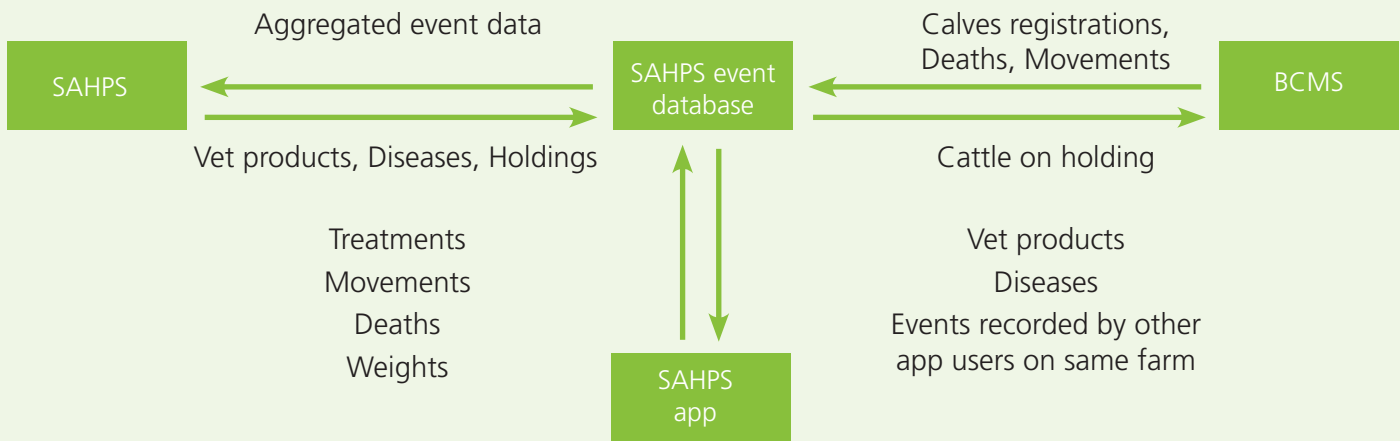 Aggregated event data
Calves registrations,
Deaths, Movements
SAHPS
SAHPS event
database
BCMS
Vet products, Diseases, Holdings
Cattle on holding
Treatments
Movements
Deaths
Weights
Vet products
Diseases
Events recorded by other
app users on same farm
SAHPS
app